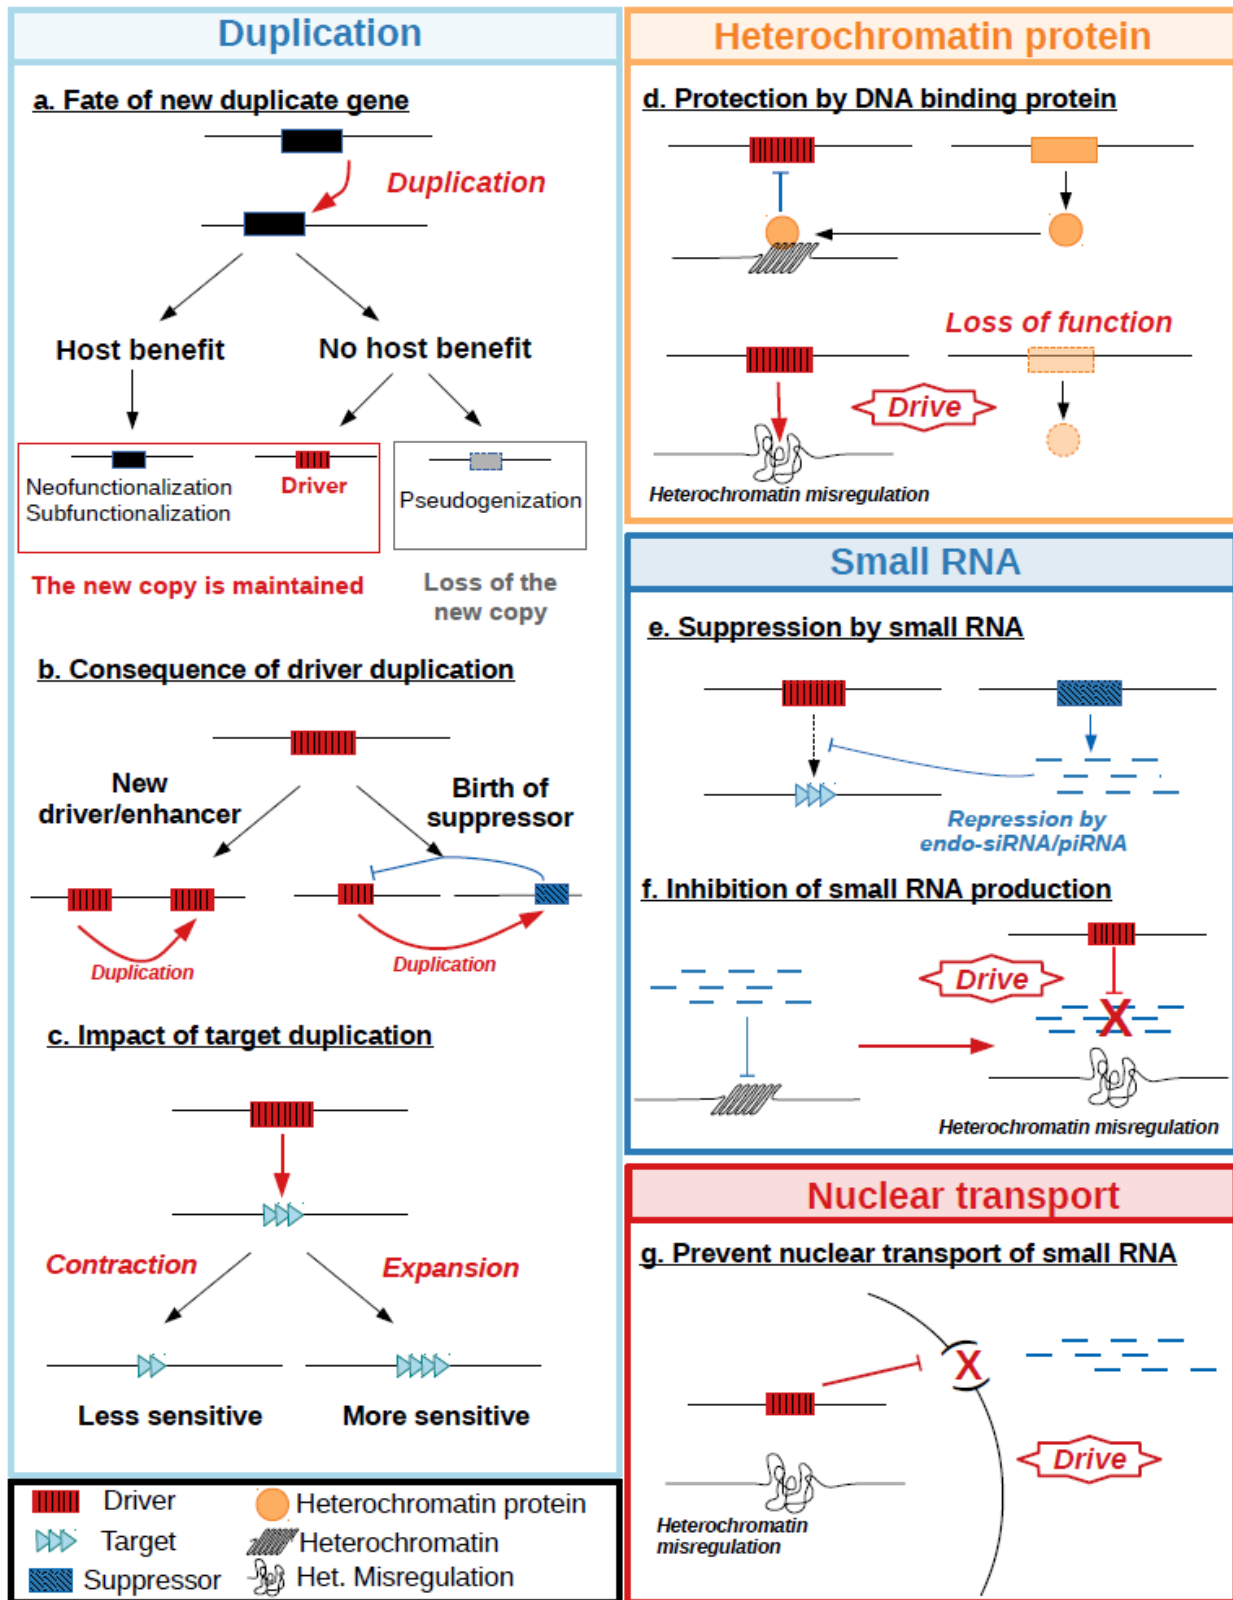 Duplication
a. Fate of new duplicate gene
Duplication
Host benefit
No host benefit
Neofunctionalization
Subfunctionalization
Driver
Pseudogenization
The new copy is maintained
Loss of the
new copy
b. Consequence of driver duplication
New
driver/enhancer
Birth of
suppressor
Duplication
Duplication
c. Impact of target duplication
Contraction
Expansion
Less sensitive
More sensitive
Driver
Target
Suppressor
Heterochromatin protein
Heterochromatin
Het. Misregulation
Heterochromatin protein
d. Protection by DNA binding protein
Loss of function
Drive
Heterochromatin misregulation
Small RNA
e. Suppression by small RNA
Repression by
endo-siRNA/piRNA
f. Inhibition of small RNA production
Drive
X
Heterochromatin misregulation
Nuclear transport
g. Prevent nuclear transport of small RNA
X
Drive
Heterochromatin
misregulation